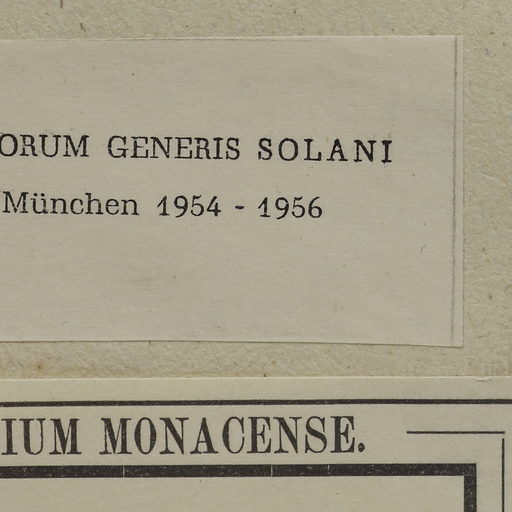 ORUM GENERIS SOLANI
München 1954 - 1956
IUM MONACENSE.